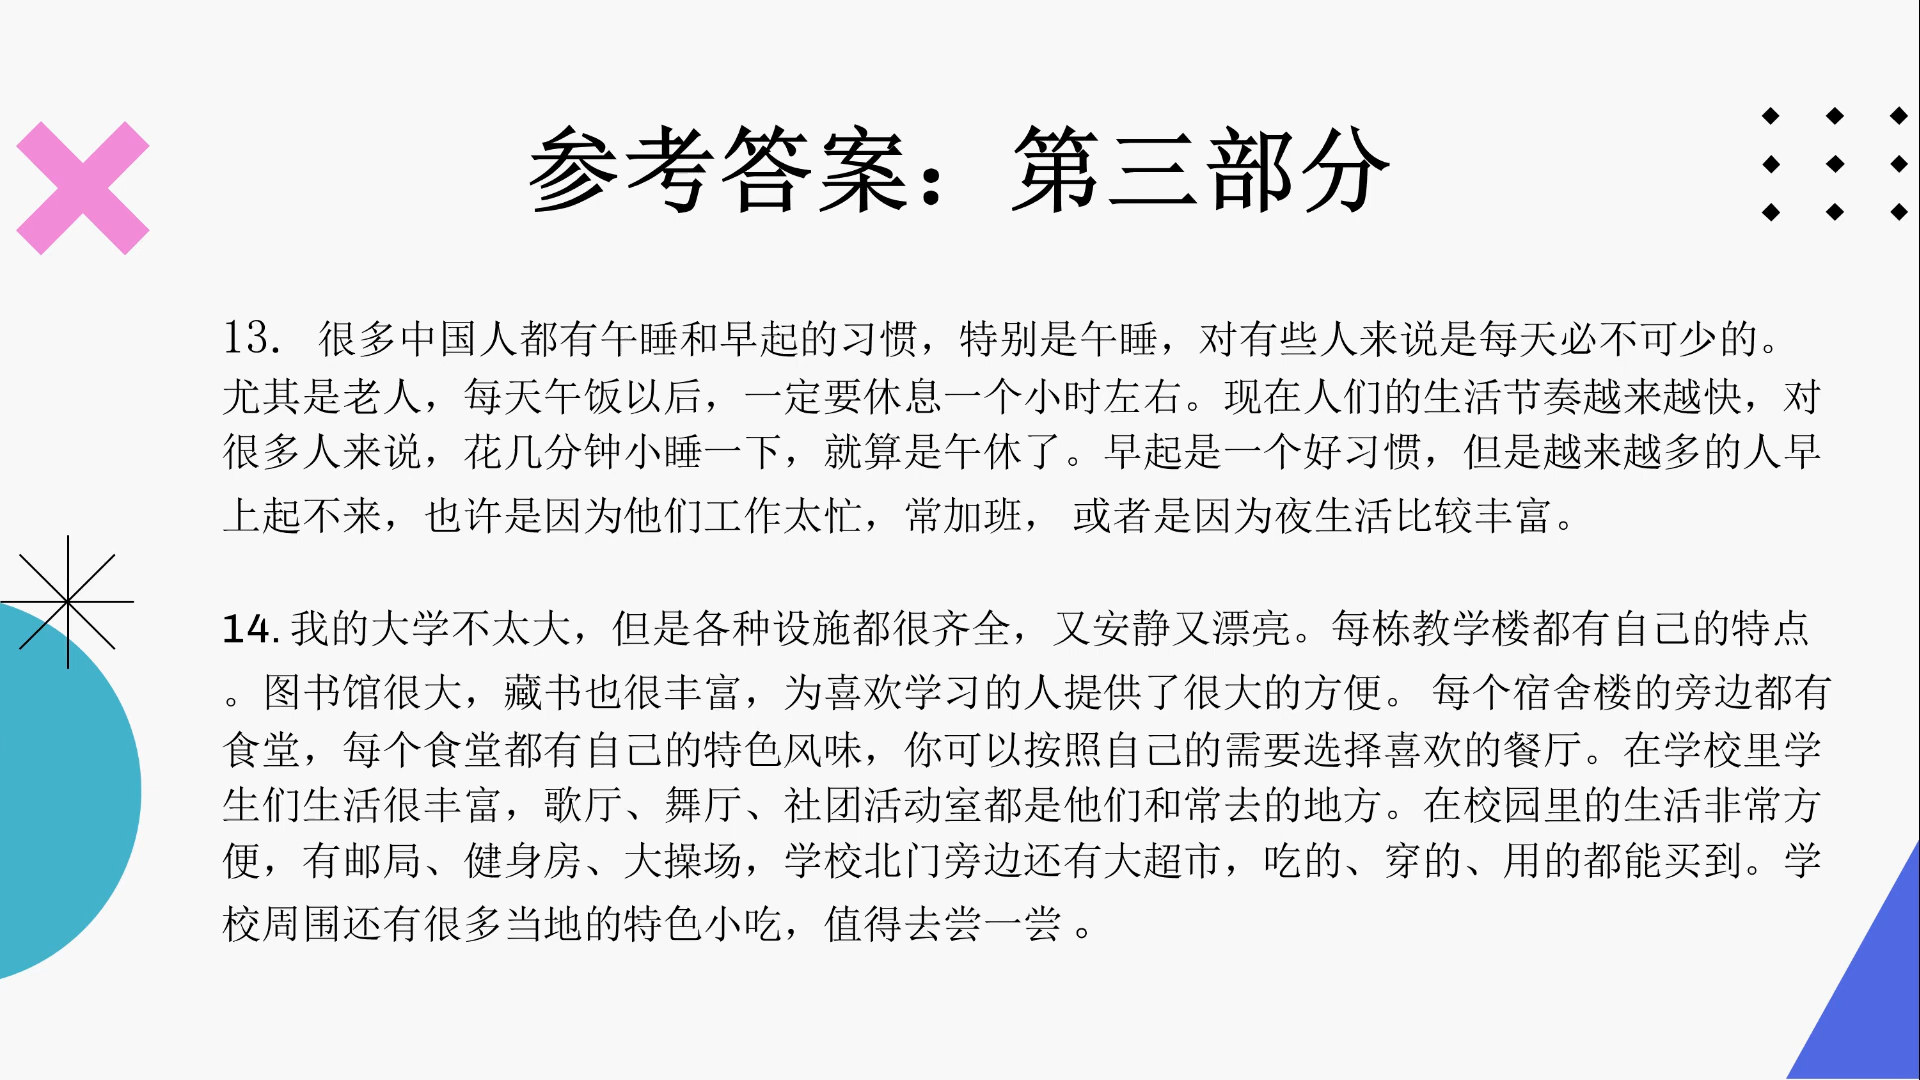 参考答案：第三部分
13. 很多中国人都有午睡和早起的习惯，特别是午睡，对有些人来说是每天必不可少的。
尤其是老人，每天午饭以后，一定要休息一个小时左右。现在人们的生活节奏越来越快，对
很多人来说，花几分钟小睡一下，就算是午休了。早起是一个好习惯，但是越来越多的人早
上起不来，也许是因为他们工作太忙，常加班， 或者是因为夜生活比较丰富。
14. 我的大学不太大，但是各种设施都很齐全，又安静又漂亮。每栋教学楼都有自己的特点
。图书馆很大，藏书也很丰富，为喜欢学习的人提供了很大的方便。 每个宿舍楼的旁边都有
食堂，每个食堂都有自己的特色风味，你可以按照自己的需要选择喜欢的餐厅。在学校里学
生们生活很丰富，歌厅、舞厅、社团活动室都是他们和常去的地方。在校园里的生活非常方
便，有邮局、健身房、大操场，学校北门旁边还有大超市，吃的、穿的、用的都能买到。学
校周围还有很多当地的特色小吃，值得去尝一尝 。